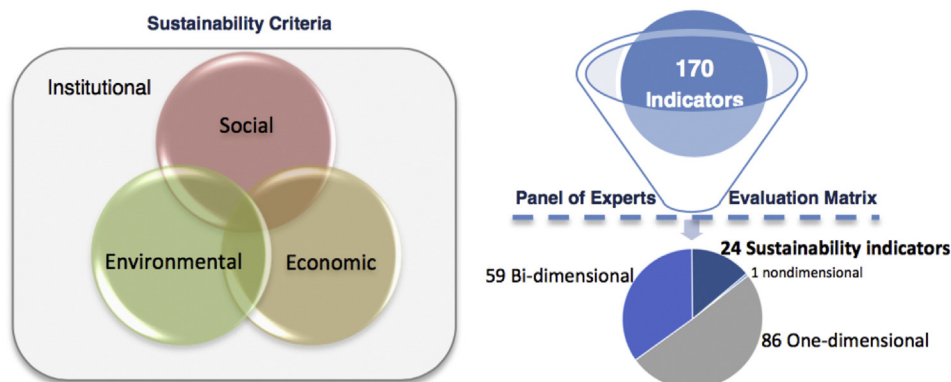 Sustainability Criteria
Institutional
Social
Environmental
Economic
170
Indicators
Panel of Experts
Evaluation Matrix
24 Sustainability indicators
1 nondimensional
59 Bi-dimensional
86 One-dimensional